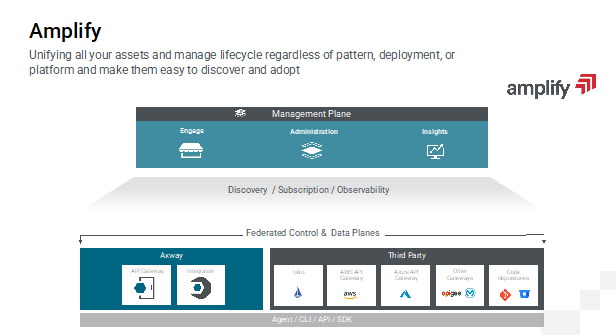 Amplify
Unifying all your assets and manage lifecycle regardless of pattern, deployment, or
platform and make them easy to discover and adopt
amplify
Management Plane
Engage
Administration
Insights
Discovery / Subscription / Observability
Federated Control & Data Planes
Axway
Third Party
API Gateway
Integration
Istio
AWS API
Gateway
Azure API
Gateway
Other
Gateways
Code
Repositories
aws
apigee
Agent / CLI / API / SDK